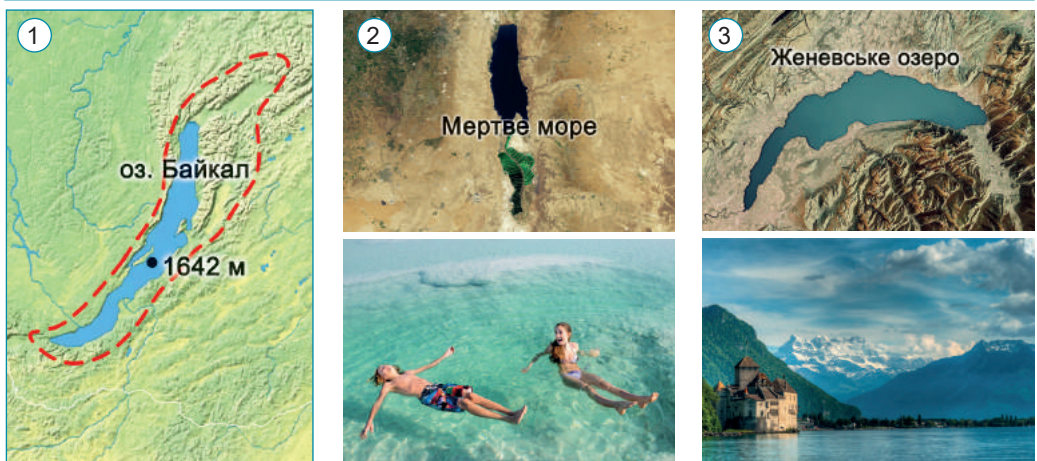 1
оз. Байкал
1642 м
2
Мертве море
3
Женевське озеро